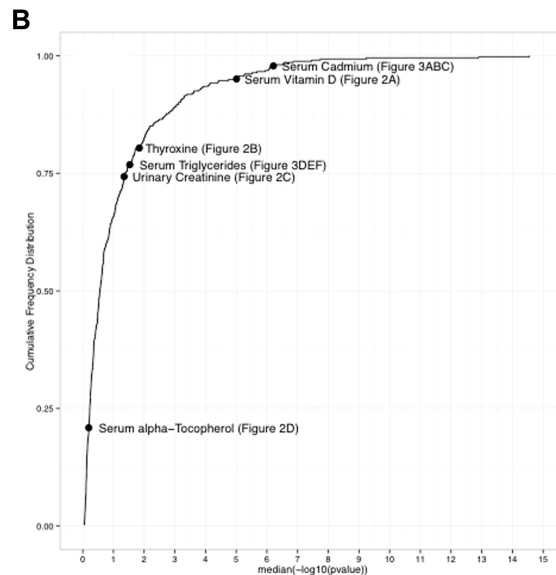 B
1.00
Serum Cadmium (Figure 3ABC)
Serum Vitamin D (Figure 2A)
Thyroxine (Figure 2B)
0.75
Serum Triglycerides (Figure 3DEF)
Urinary Creatinine (Figure 2C)
Cumulative Frequency Distribution
0.50
0.25
Serum alpha−Tocopherol (Figure 2D)
0.00
0 1 2 3 4 5 6 7 8 9 10 11 12 13 14 15
median(−log10(pvalue))